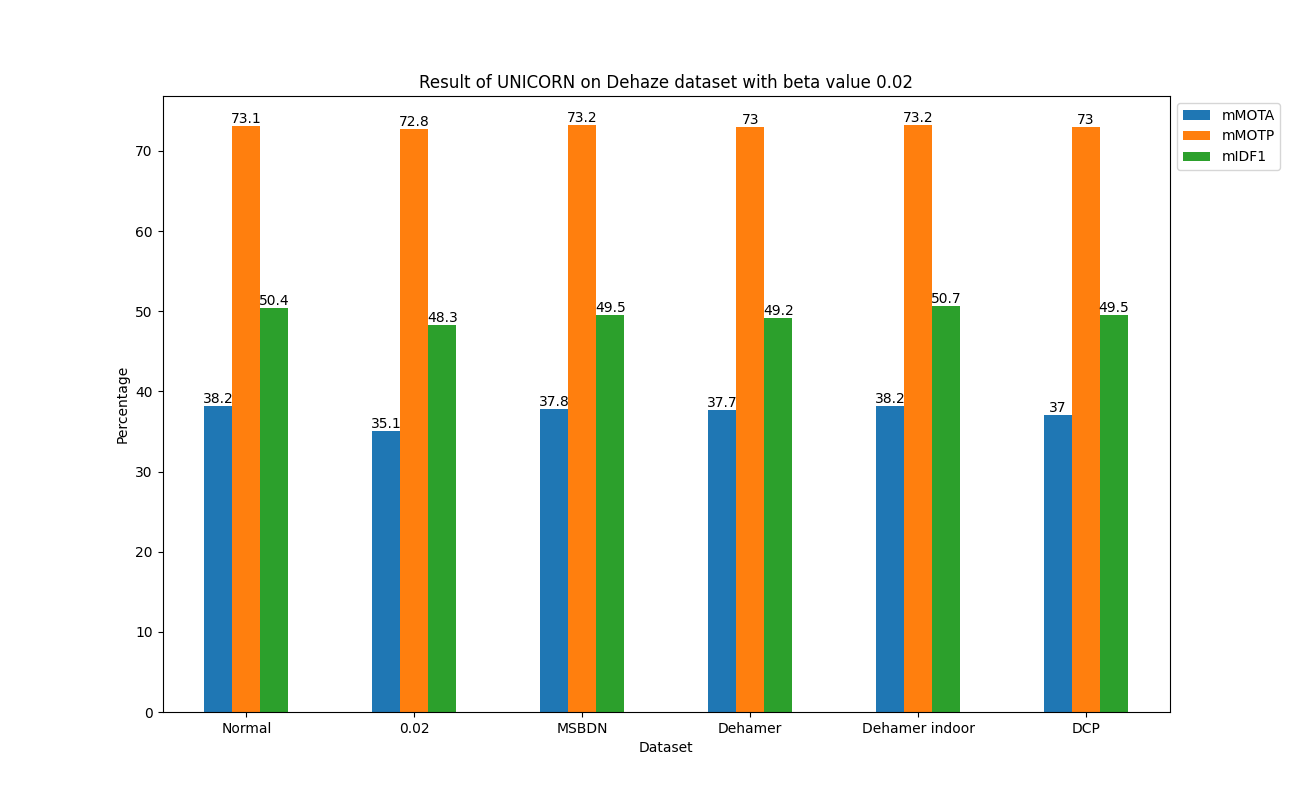 Result of UNICORN on Dehaze dataset with beta value 0.02
mMOTA
mMOTP
mIDF1
Percentage
70
60
50
40
30
20
10
0
38.2
73.1
50.4
35.1
72.8
48.3
37.8
73.2
49.5
37.7
73
49.2
38.2
73.2
50.7
37
73
49.5
Normal
0.02
MSBDN
Dehamer
Dehamer indoor
DCP
Dataset